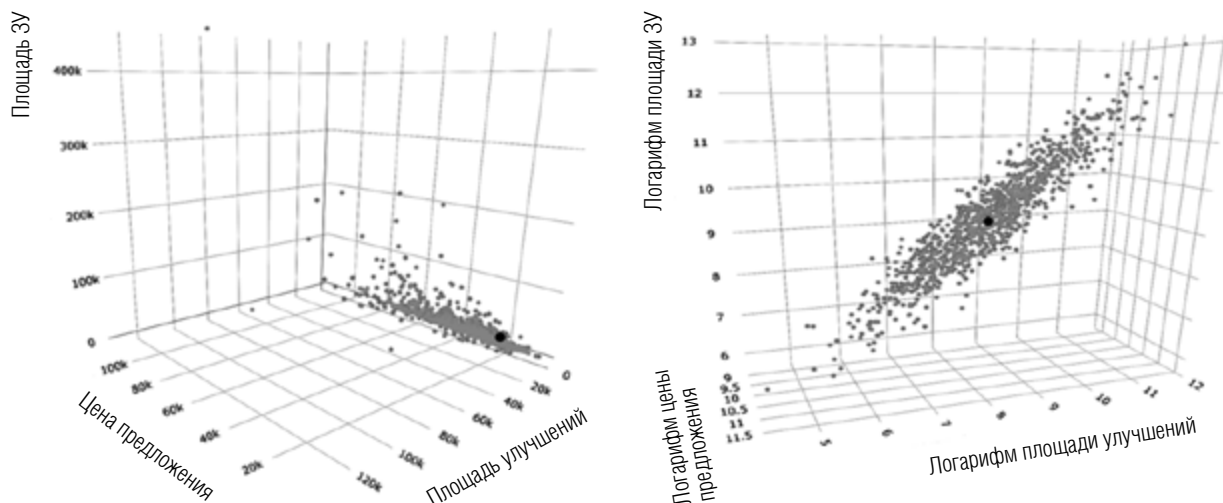 Площадь ЗУ
400k
300k
200k
100k
0
100k
80k
60k
40k
20k
Цена предложения
0
20k
40k
60k
80k
100k
120k
Площадь улучшений
Логарифм площади ЗУ
13
12
11
10
9
8
7
6
9
9.5
10
10.5
11
11.5
Логарифм цены
предложения
5
6
7
8
9
10
11
12
Логарифм площади улучшений